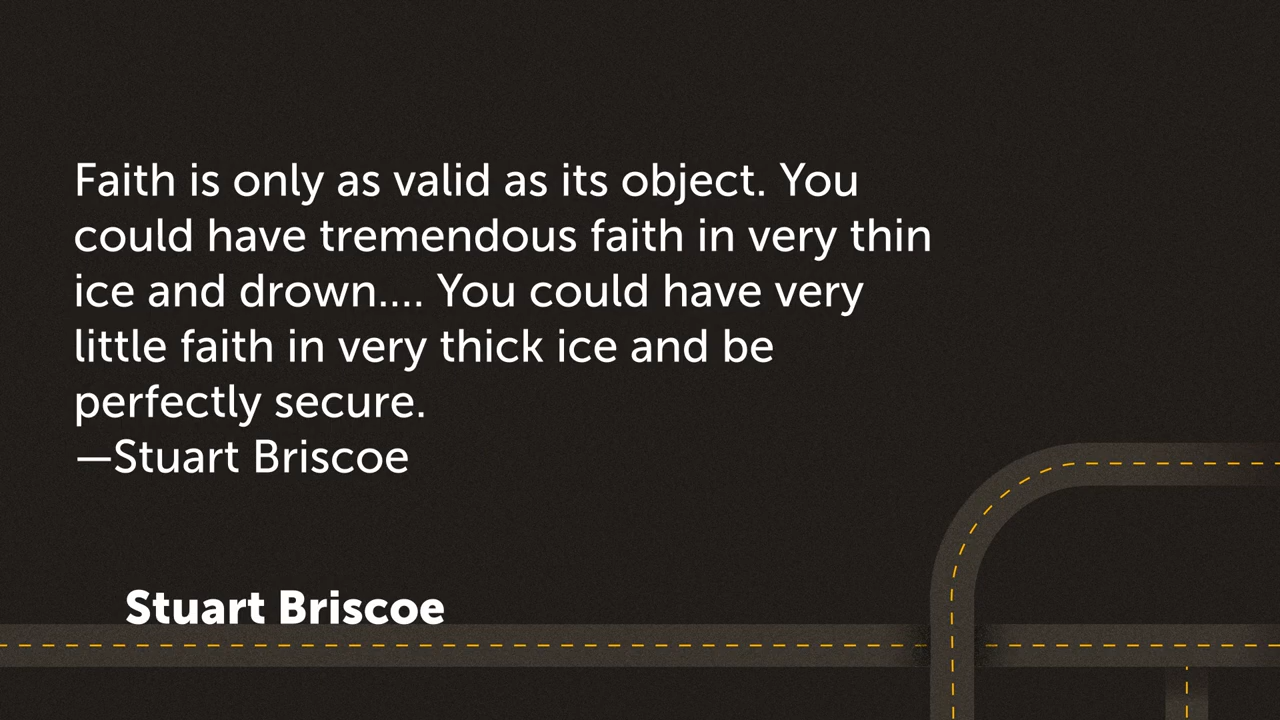 Faith is only as valid as its object. You
could have tremendous faith in very thin
ice and drown.... You could have very
little faith in very thick ice and be
perfectly secure.
—Stuart Briscoe
Stuart Briscoe